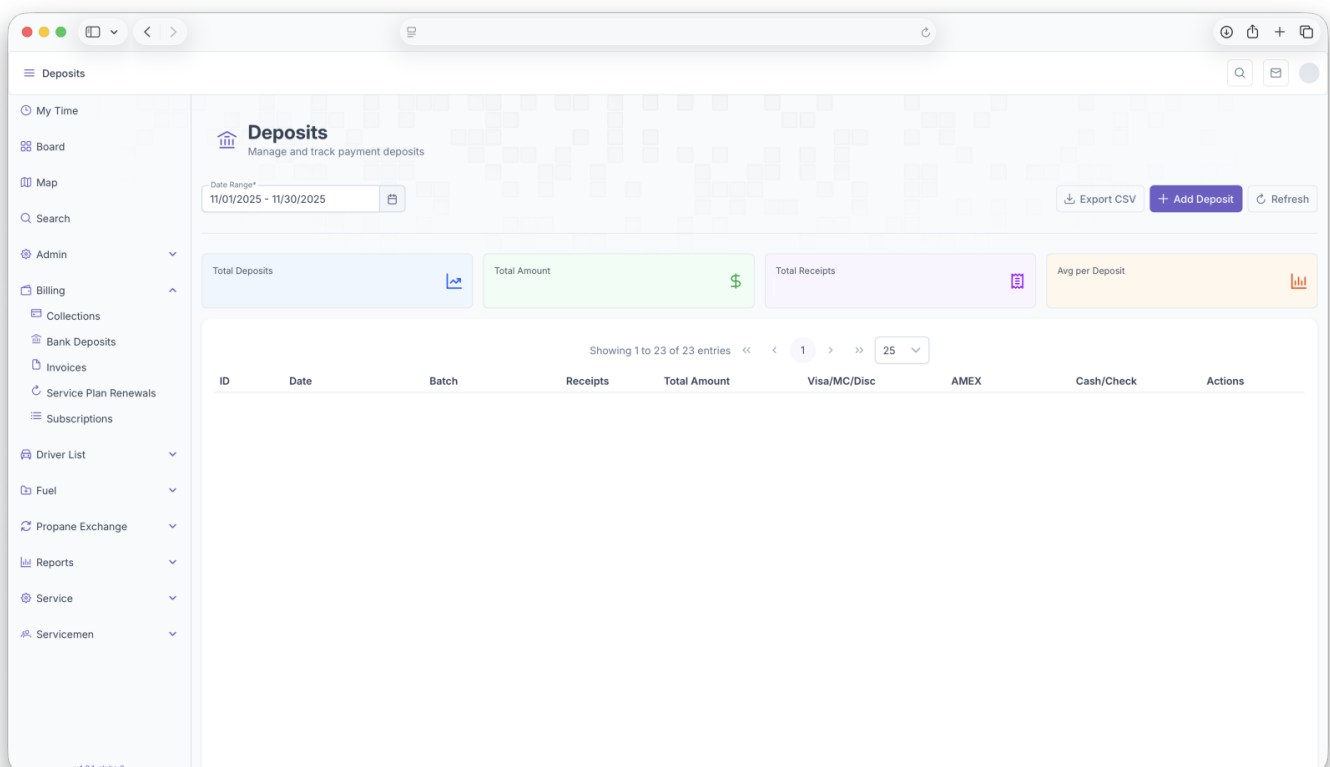 Deposits
My Time
Board
Map
Search
Admin
Billing
Collections
Bank Deposits
Invoices
Service Plan Renewals
Subscriptions
Driver List
Fuel
Propane Exchange
Reports
Service
Servicemen
Deposits
Manage and track payment deposits
Date Range*
11/01/2025 - 11/30/2025
Export CSV
+ Add Deposit
Refresh
Total Deposits
Total Amount
$
Total Receipts
Avg per Deposit
Showing 1 to 23 of 23 entries << < 1 > >> 25
ID Date Batch Receipts Total Amount Visa/MC/Disc AMEX Cash/Check Actions